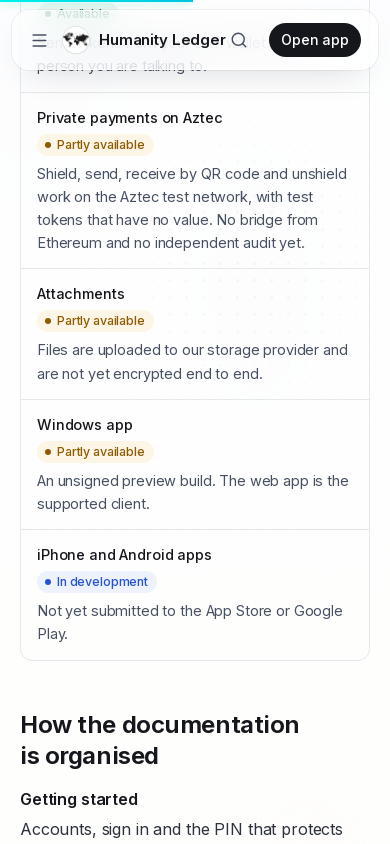 Available
Humanity Ledger
Open app
person you are talking to.
Private payments on Aztec
Partly available
Shield, send, receive by QR code and unshield
work on the Aztec test network, with test
tokens that have no value. No bridge from
Ethereum and no independent audit yet.
Attachments
Partly available
Files are uploaded to our storage provider and
are not yet encrypted end to end.
Windows app
Partly available
An unsigned preview build. The web app is the
supported client.
iPhone and Android apps
In development
Not yet submitted to the App Store or Google
Play.
How the documentation
is organised
Getting started
Accounts, sign in and the PIN that protects